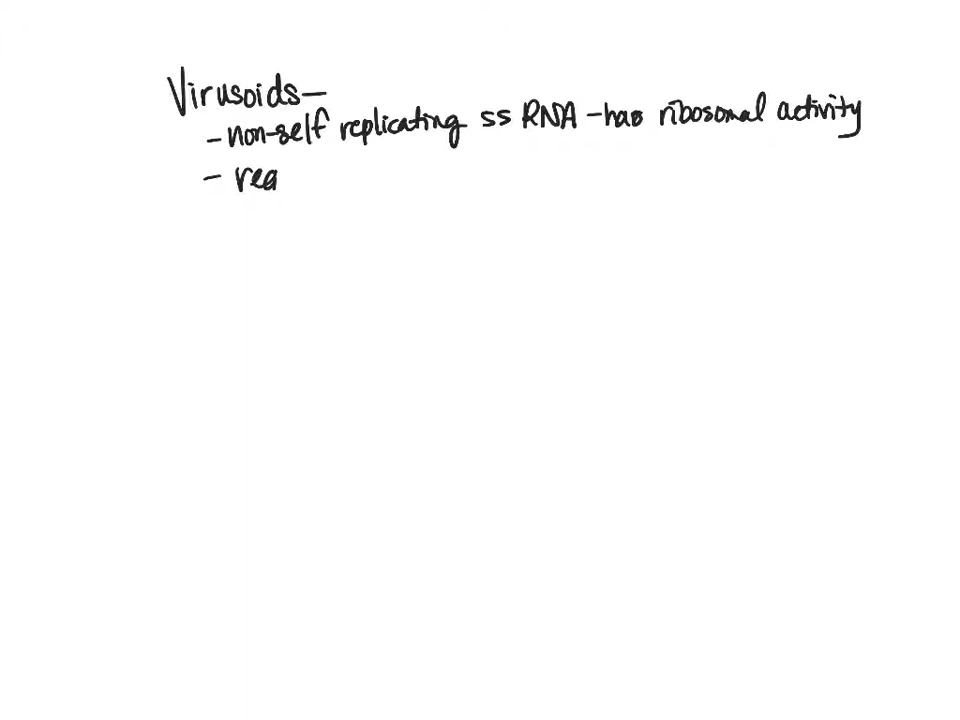 Virusoids—
- non-self replicating ss RNA - has ribosomal activity
- rea